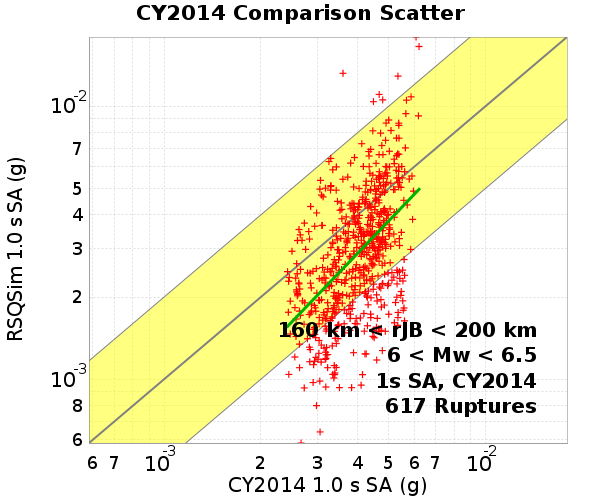 CY2014 Comparison Scatter
RSQSim 1.0 s SA (g)
10-2
7
5
4
3
2
10-3
8
6
160 km < rJB < 200 km
6 < Mw < 6.5
1s SA, CY2014
617 Ruptures
6 7 10-3 2 3 4 5 6 7 10-2
CY2014 1.0 s SA (g)